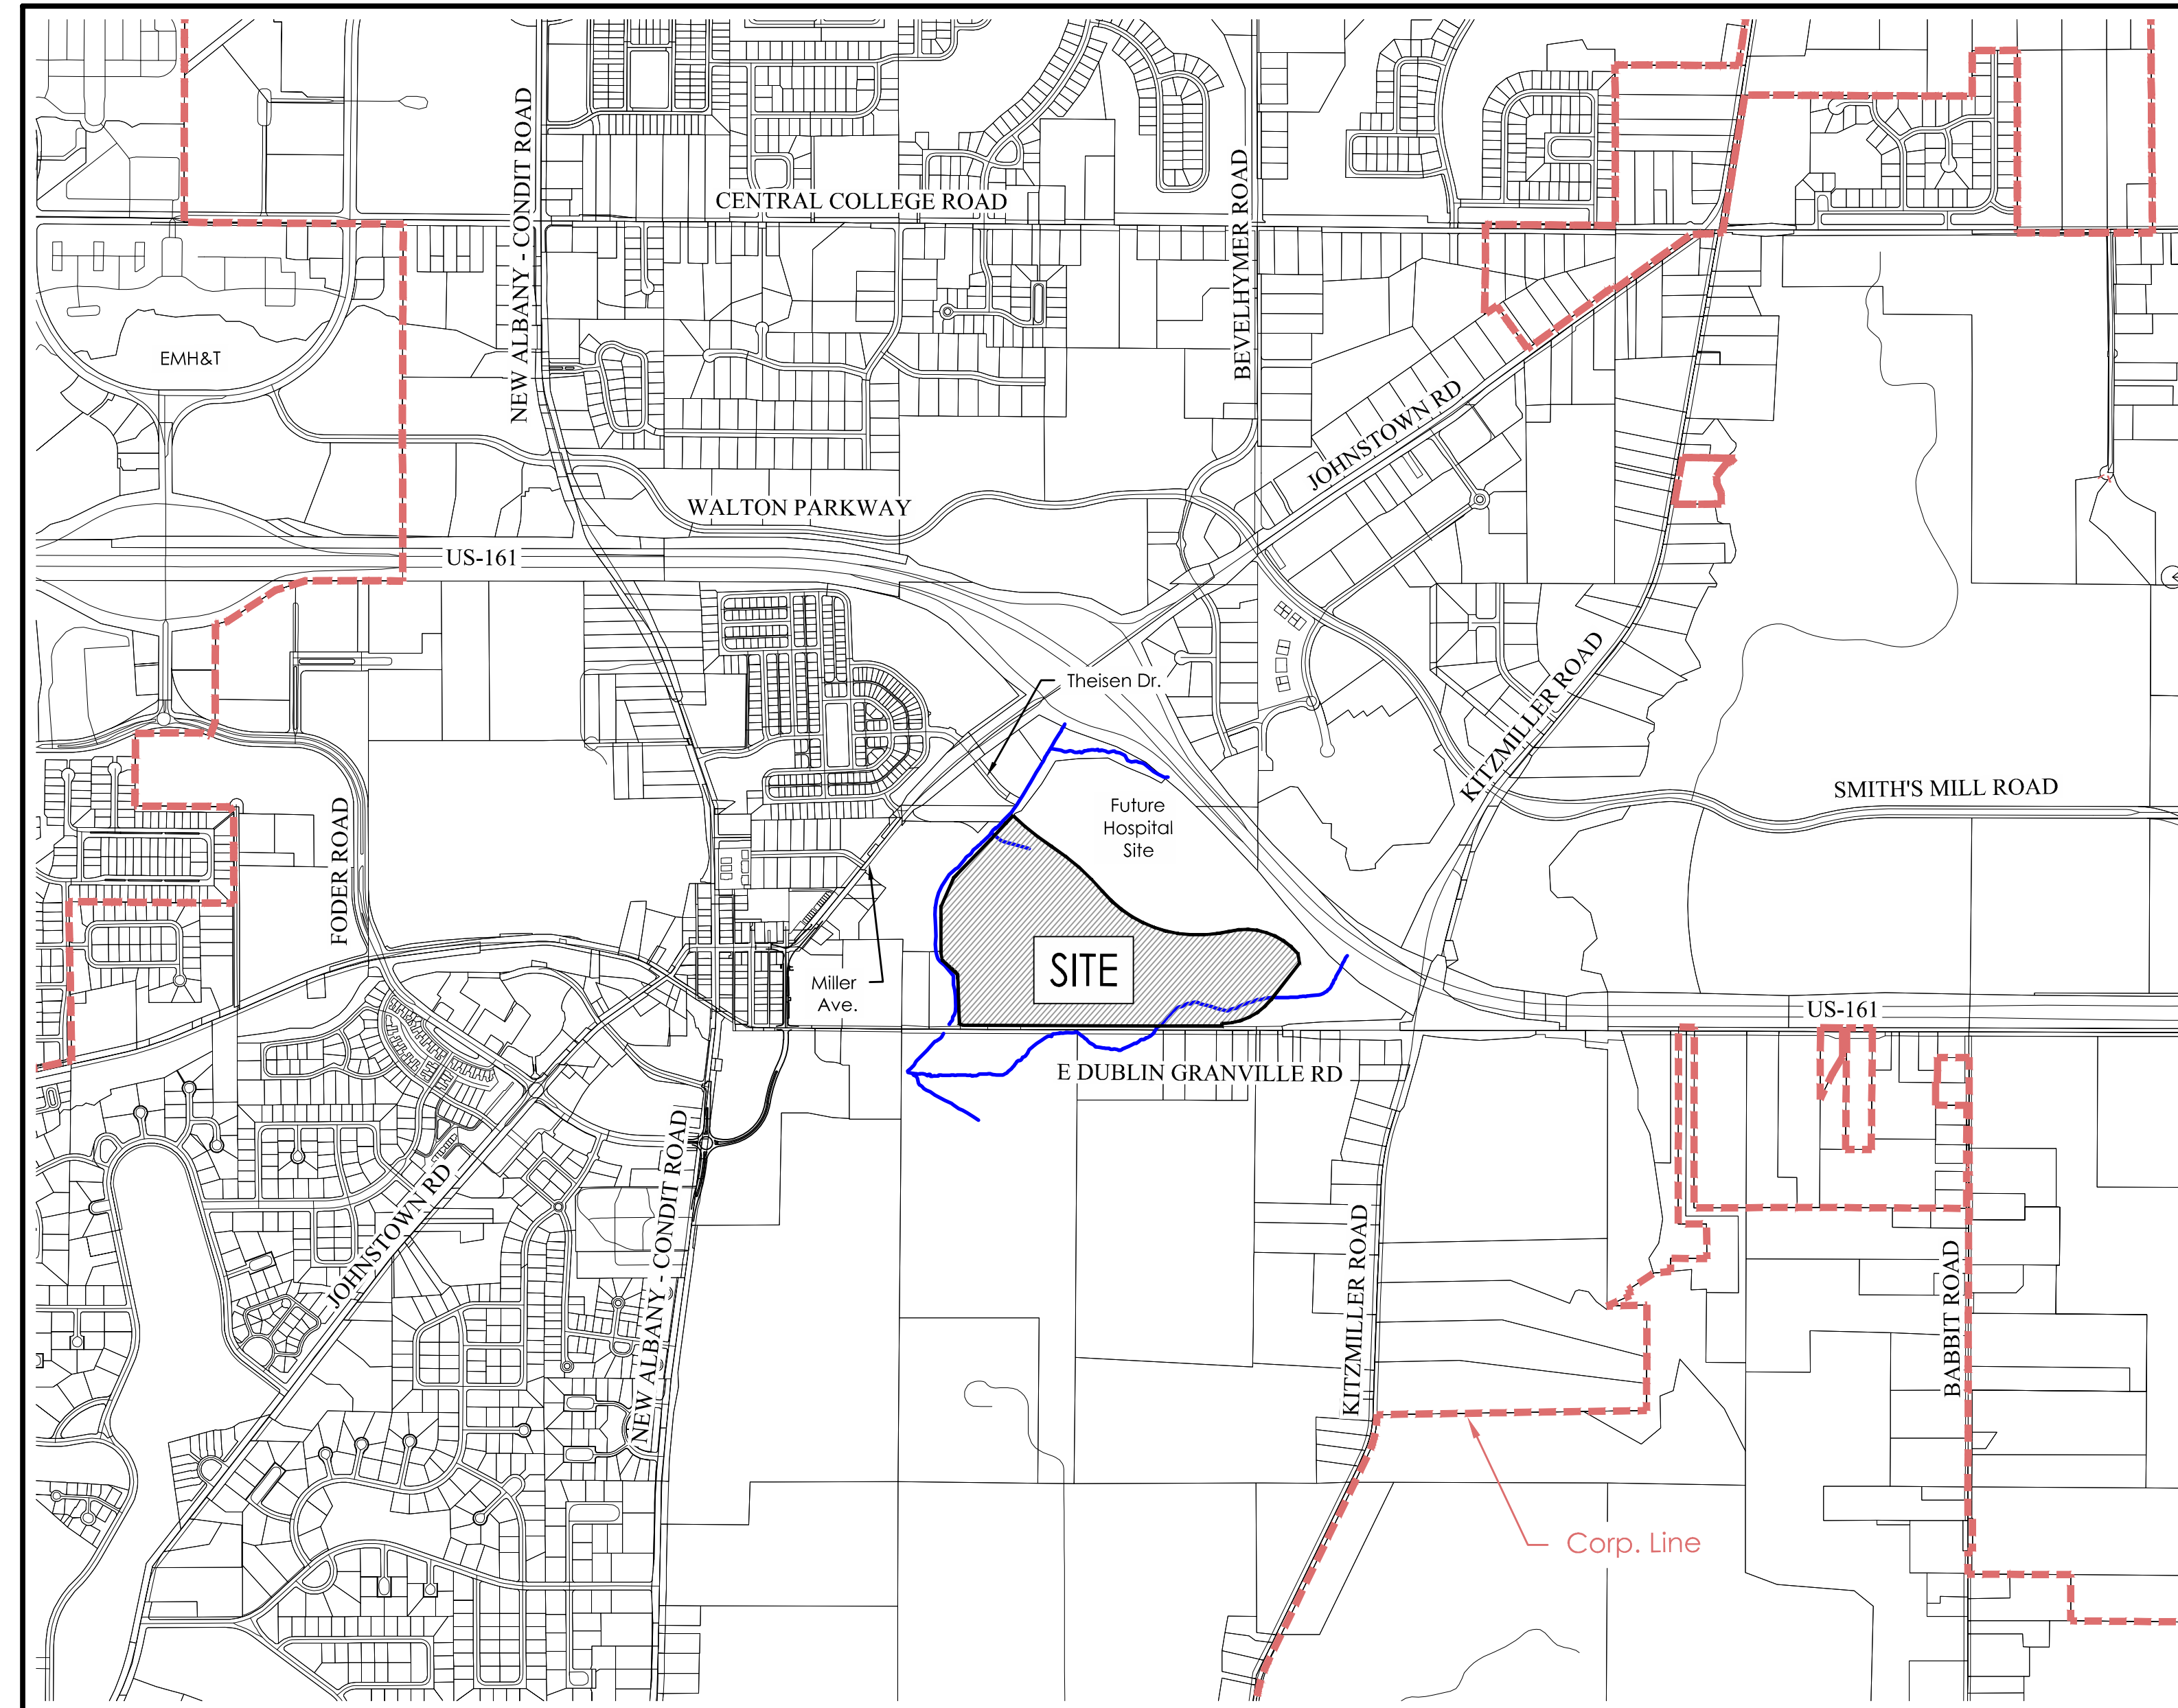 CENTRAL COLLEGE ROAD
NEW ALBANY - CONDIT ROAD
BEVELHYMER ROAD
EMH&T
JOHNSTOWN RD
WALTON PARKWAY
US-161
Theisen Dr.
KITZMILLER ROAD
SMITH'S MILL ROAD
Future
Hospital
Site
FODER ROAD
SITE
Miller
Ave.
US-161
E DUBLIN GRANVILLE RD
JOHNSTOWN RD
NEW ALBANY - CONDIT ROAD
KITZMILLER ROAD
BABBIT ROAD
Corp. Line